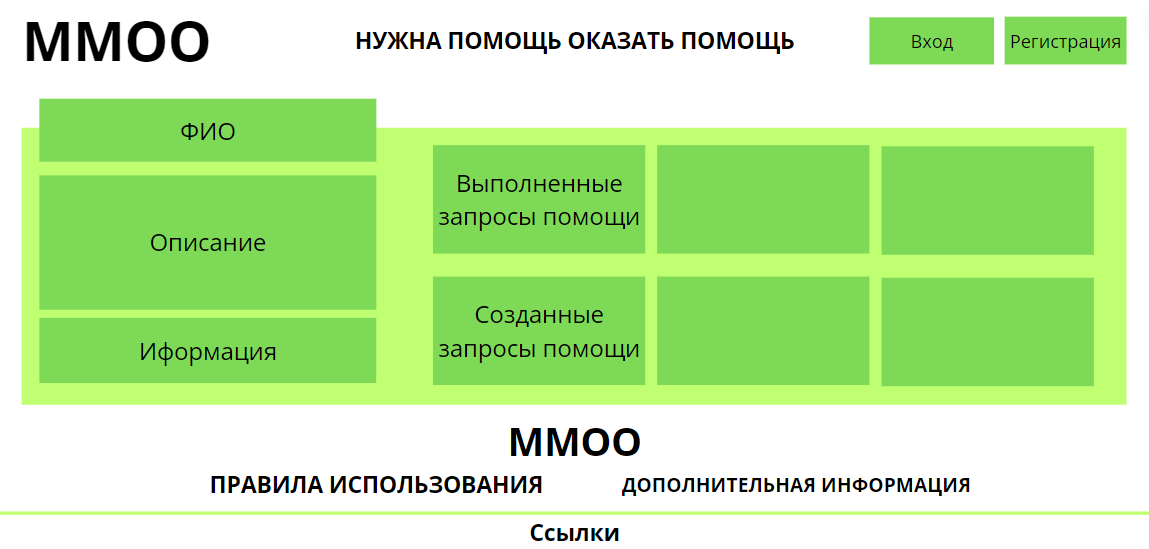 ММОО
НУЖНА ПОМОЩЬ ОКАЗАТЬ ПОМОЩЬ
Вход
Регистрация
ФИО
Описание
Иформация
Выполненные
запросы помощи
Созданные
запросы помощи
ММОО
ПРАВИЛА ИСПОЛЬЗОВАНИЯ
ДОПОЛНИТЕЛЬНАЯ ИНФОРМАЦИЯ
Ссылки